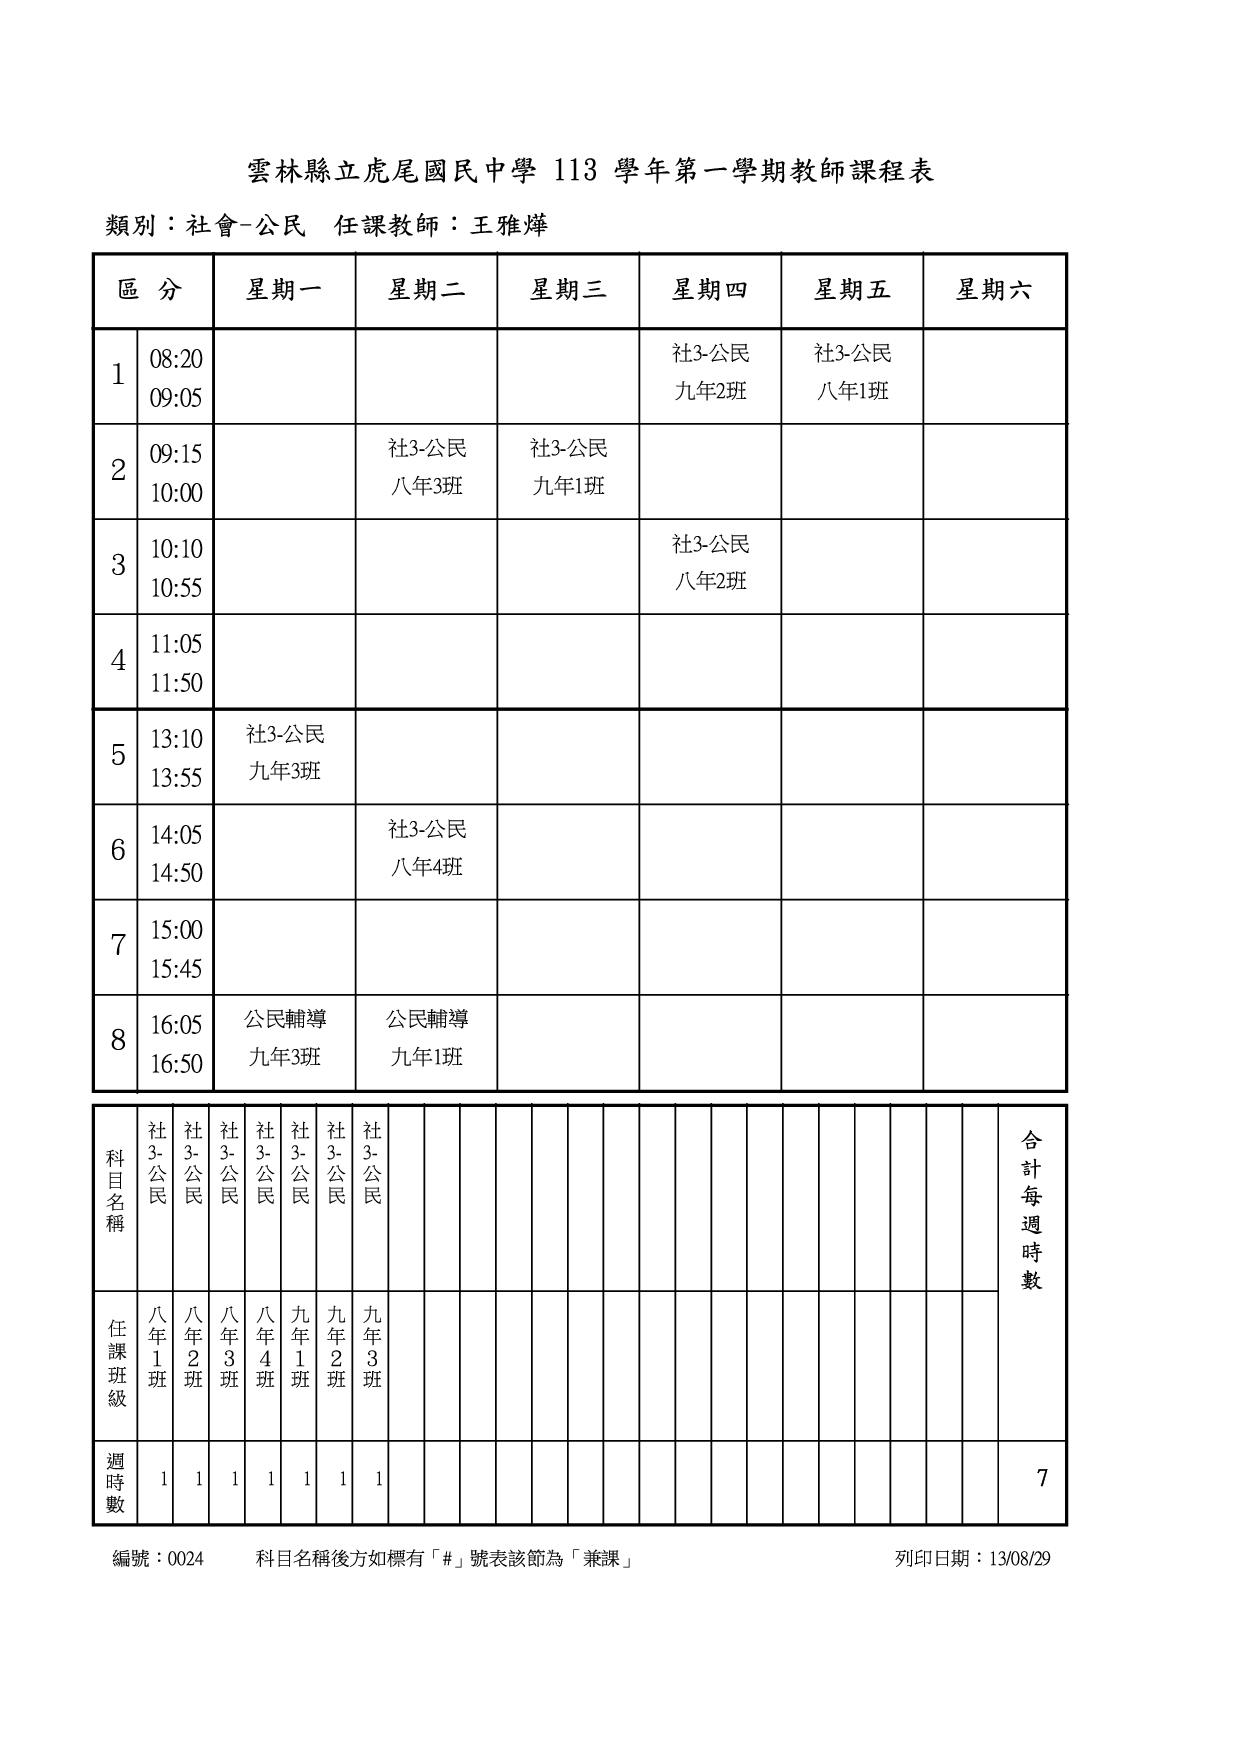 雲林縣立虎尾國民中學 113 學年第一學期教師課程表
類別：社會-公民　任課教師：王雅燁
區 分 星期一 星期二 星期三 星期四 星期五 星期六
1 08:20 09:05 社3-公民 九年2班 社3-公民 八年1班
2 09:15 10:00 社3-公民 八年3班 社3-公民 九年1班
3 10:10 10:55 社3-公民 八年2班
4 11:05 11:50
5 13:10 13:55 社3-公民 九年3班
6 14:05 14:50 社3-公民 八年4班
7 15:00 15:45
8 16:05 16:50 公民輔導 九年3班 公民輔導 九年1班
科目名稱 社3-公民 社3-公民 社3-公民 社3-公民 社3-公民 社3-公民 社3-公民 合計每週時數
任課班級 八年1班 八年2班 八年3班 八年4班 九年1班 九年2班 九年3班
週時數 1 1 1 1 1 1 1 7
編號：0024 科目名稱後方如標有「#」號表該節為「兼課」 列印日期：13/08/29